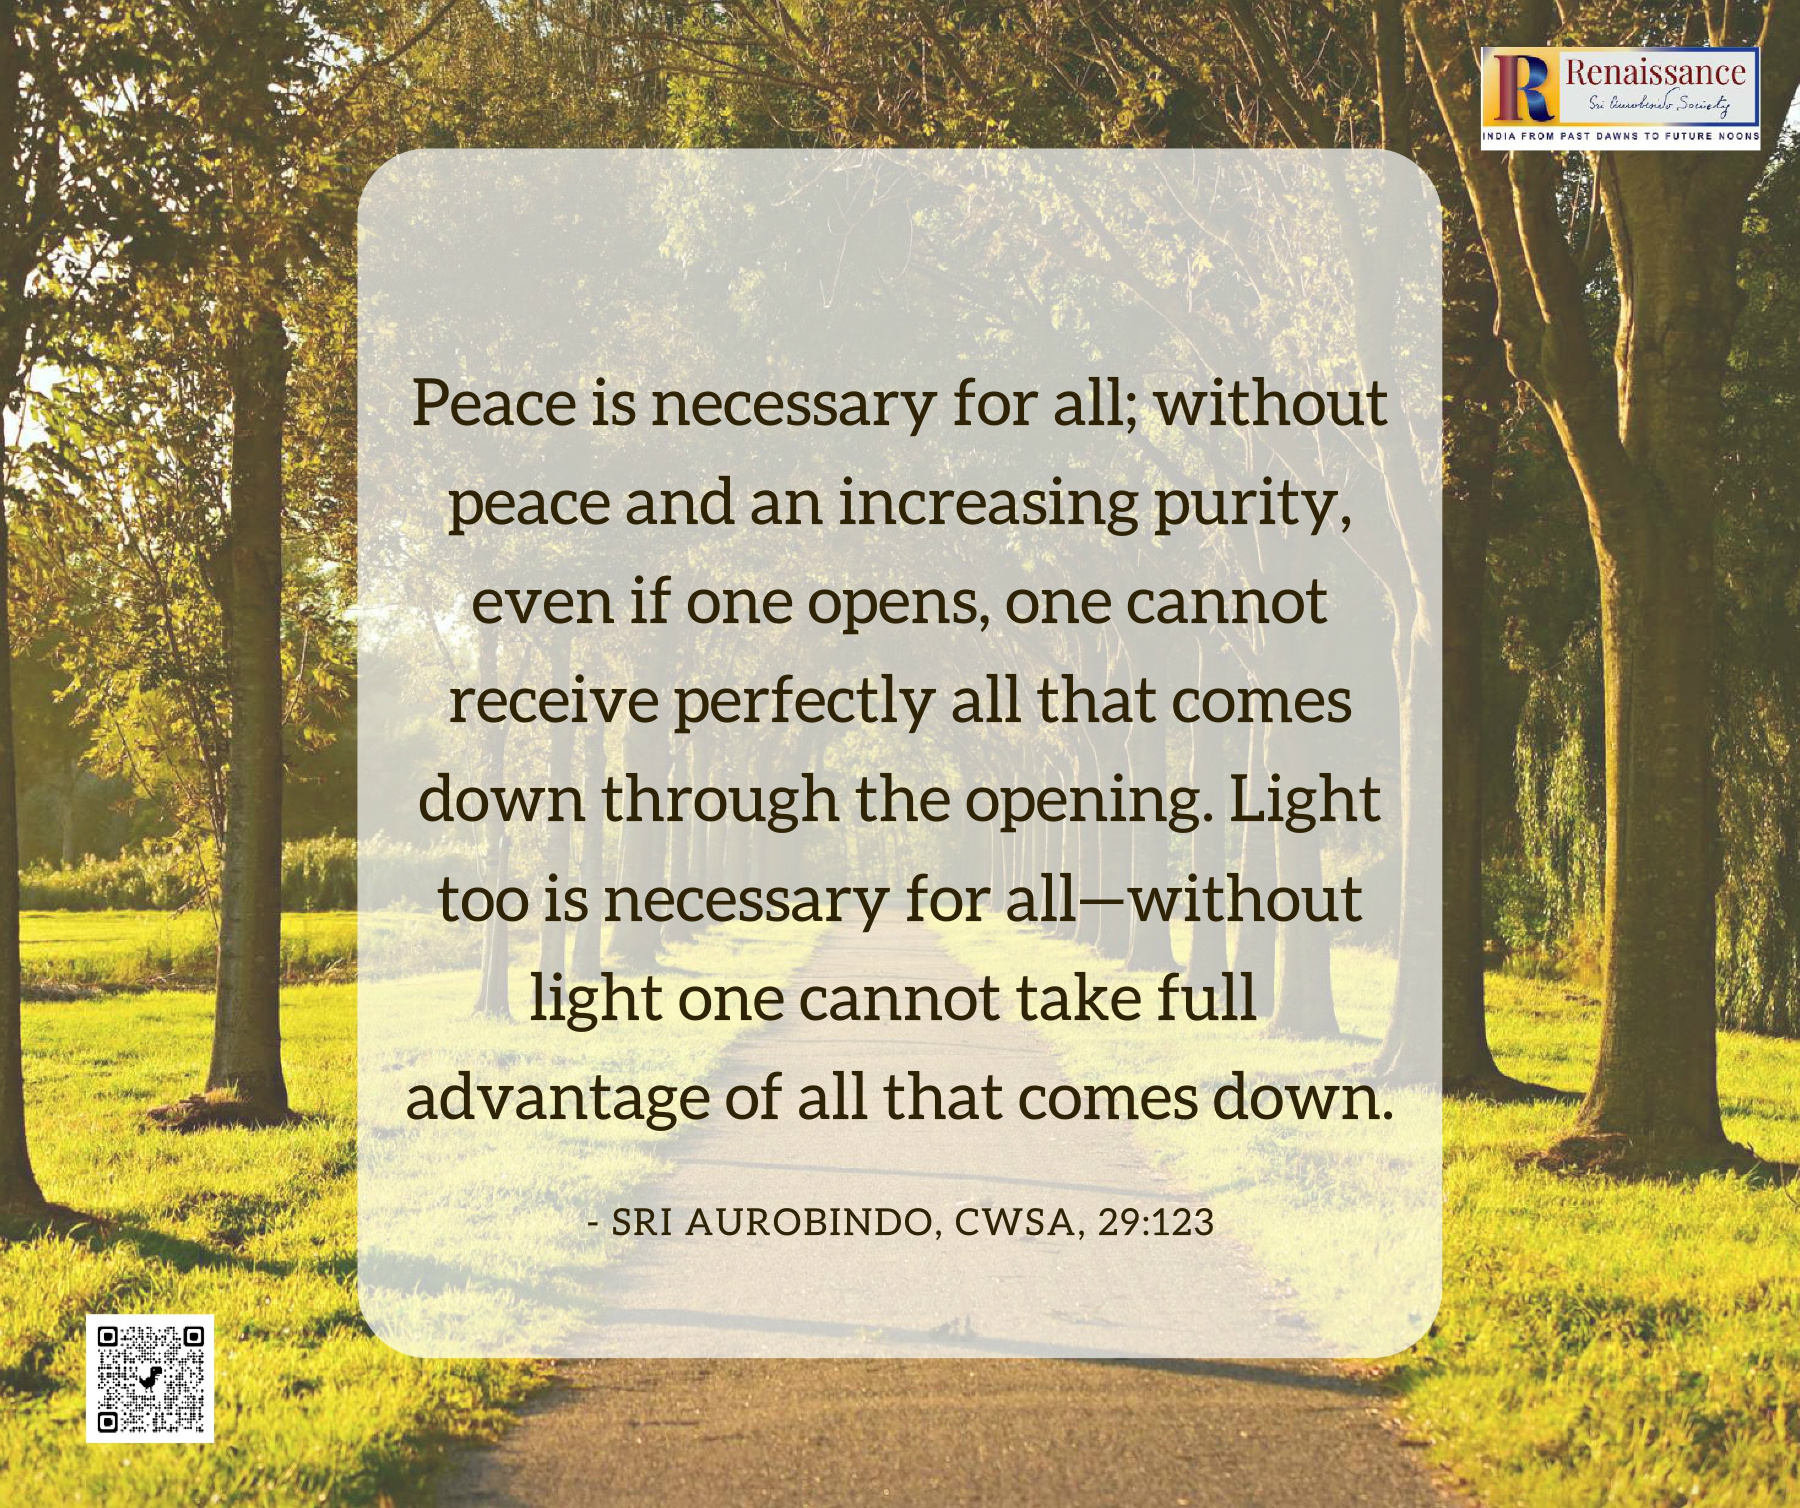 R Renaissance
Sri Aurobindo Society
INDIA FROM PAST DAWNS TO FUTURE NOONS
Peace is necessary for all; without
peace and an increasing purity,
even if one opens, one cannot
receive perfectly all that comes
down through the opening. Light
too is necessary for all—without
light one cannot take full
advantage of all that comes down.
- SRI AUROBINDO, CWSA, 29:123